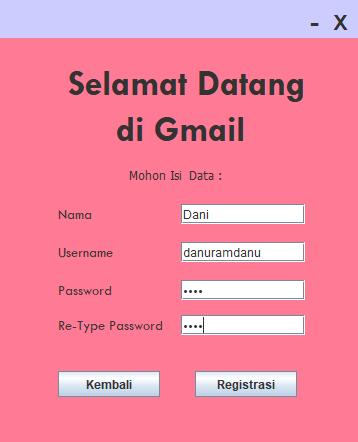 - X
Selamat Datang
di Gmail
Mohon Isi Data :
Nama Dani
Username danuramdanu
Password ••••
Re-Type Password ••••
Kembali Registrasi